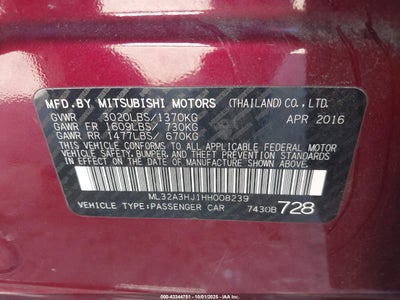 MFD.BY MITSUBISHI MOTORS (THAILAND)CO.,LTD.
GVWR 3020LBS/1370KG APR 2016
GAWR FR 1609LBS/ 730KG
GAWR RR 1477LBS/ 670KG
THIS VEHICLE CONFORMS TO ALL APPLICABLE
FEDERAL MOTOR VEHICLE SAFETY, BUMPER, AND
THEFT PREVENTION STANDARDS IN EFFECT ON
THE DATE OF MANUFACTURE SHOWN ABOVE.
ML32A3HJ1HH008239
VEHICLE TYPE:PASSENGER CAR 7430B 728
000-43344751 - 10/01/2025 - IAA